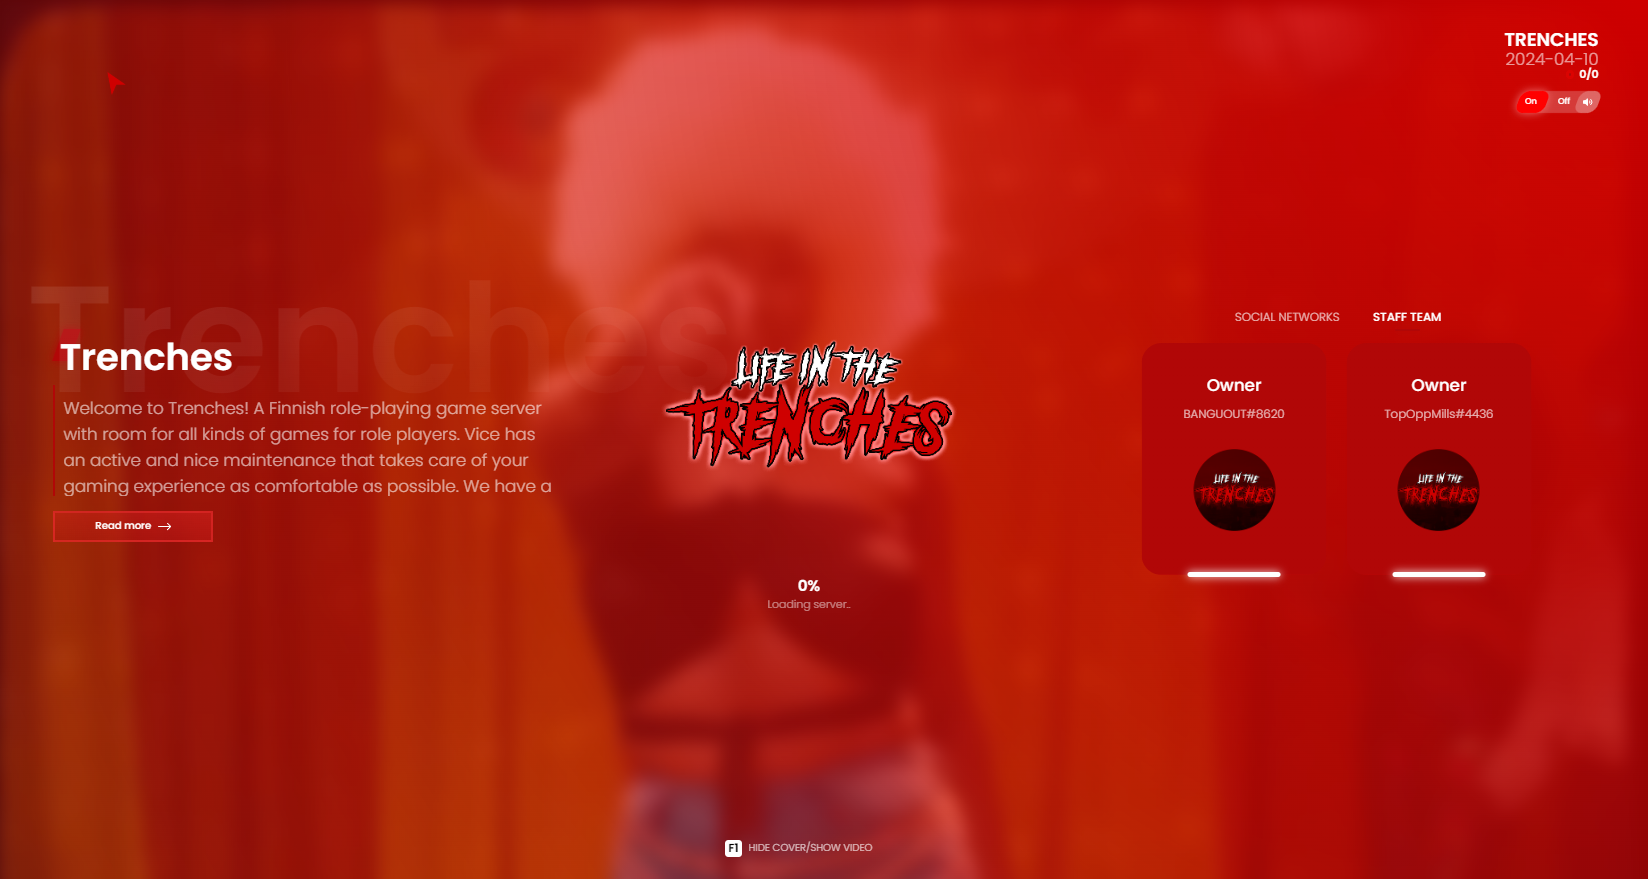 TRENCHES
2024-04-10
0/0
On Off
Trenches
Trenches
Welcome to Trenches! A Finnish role-playing game server
with room for all kinds of games for role players. Vice has
an active and nice maintenance that takes care of your
gaming experience as comfortable as possible. We have a
Read more
LIFE IN THE
TRENCHES
0%
Loading server..
SOCIAL NETWORKS STAFF TEAM
Owner
BANGUOUT#8620
LIFE IN THE
TRENCHES
Owner
TopOppMills#4436
LIFE IN THE
TRENCHES
F1 HIDE COVER/SHOW VIDEO